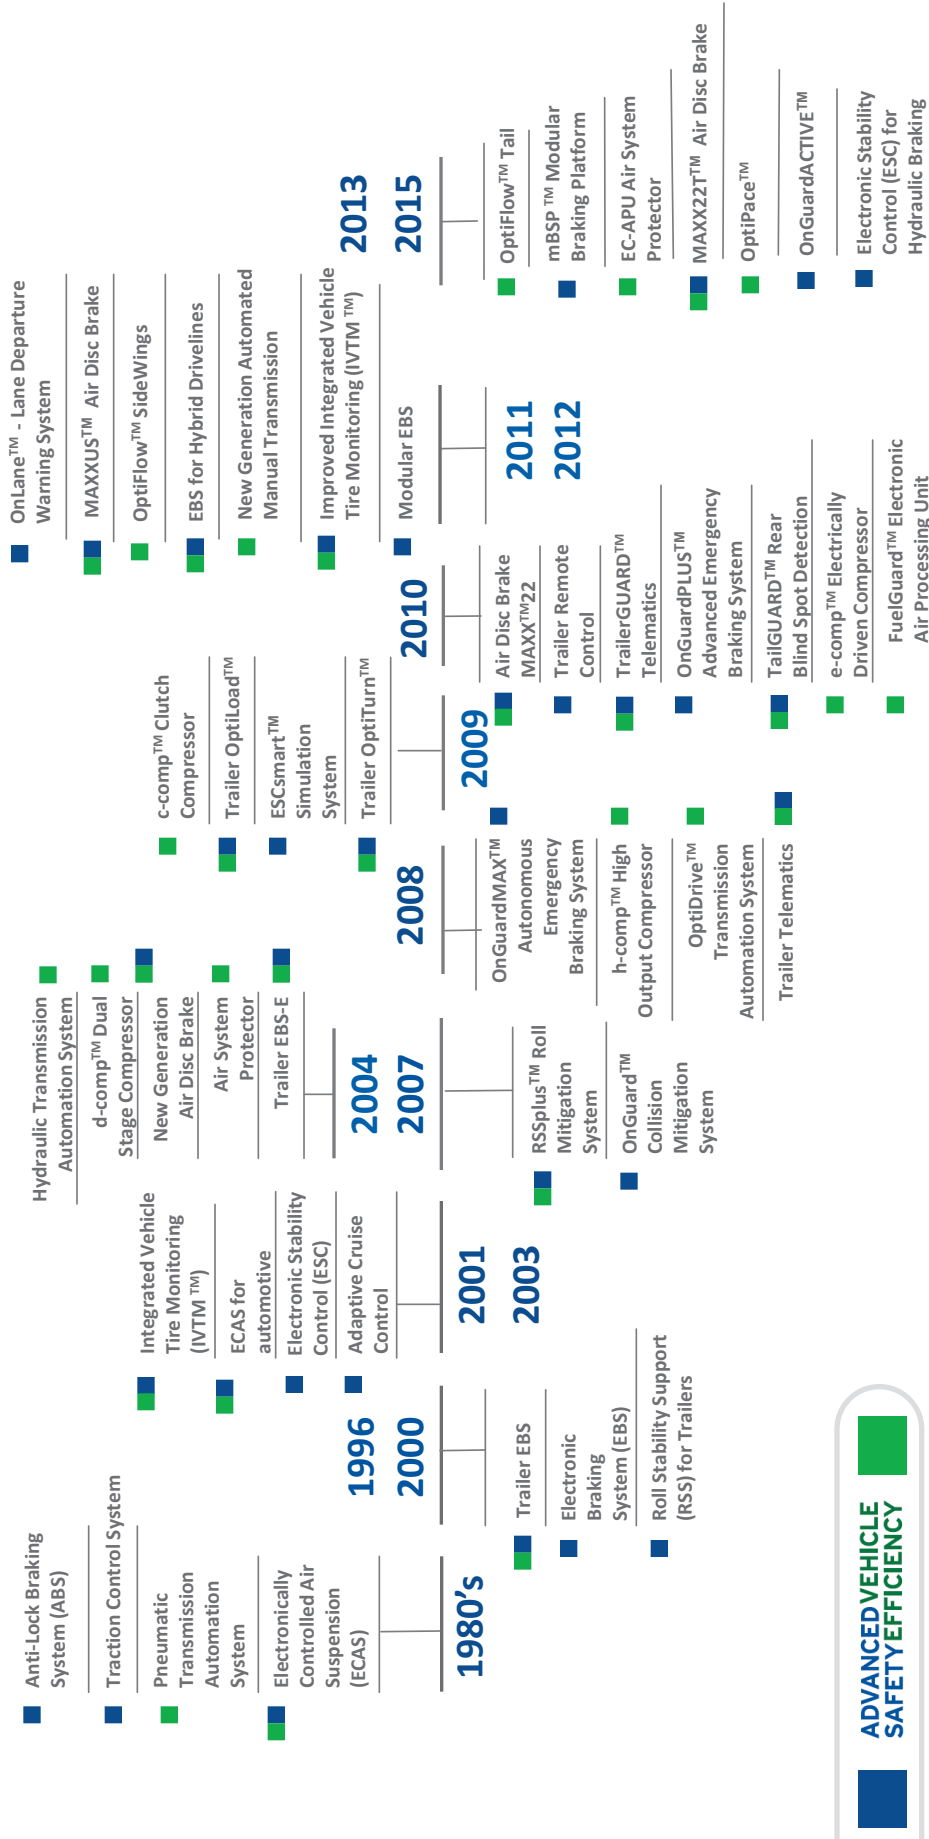 Anti-Lock Braking
System (ABS)
Traction Control System
Pneumatic
Transmission
Automation
System
Electronically
Controlled Air
Suspension
(ECAS)
1980's
1996
2000
Trailer EBS
Electronic
Braking
System (EBS)
Roll Stability Support
(RSS) for Trailers
Integrated Vehicle
Tire Monitoring
(IVTM ™)
ECAS for
automotive
Electronic Stability
Control (ESC)
Adaptive Cruise
Control
2001
2003
Hydraulic Transmission
Automation System
d-comp™ Dual
Stage Compressor
New Generation
Air Disc Brake
Air System
Protector
Trailer EBS-E
2004
2007
RSSplus™ Roll
Mitigation
System
OnGuard™
Collision
Mitigation
System
2008
OnGuardMAX™
Autonomous
Emergency
Braking System
h-comp™ High
Output Compressor
OptiDrive™
Transmission
Automation System
Trailer Telematics
c-comp™ Clutch
Compressor
Trailer OptiLoad™
ESCsmart™
Simulation
System
Trailer OptiTurn™
2009
2010
Air Disc Brake
MAXX™22
Trailer Remote
Control
TrailerGUARD™
Telematics
OnGuardPLUS™
Advanced Emergency
Braking System
TailGUARD™ Rear
Blind Spot Detection
e-comp™ Electrically
Driven Compressor
FuelGuard™ Electronic
Air Processing Unit
OnLane™ - Lane Departure
Warning System
MAXXUS™ Air Disc Brake
OptiFlow™ SideWings
EBS for Hybrid Drivelines
New Generation Automated
Manual Transmission
Improved Integrated Vehicle
Tire Monitoring (IVTM ™)
Modular EBS
2011
2012
2013
2015
OptiFlow™ Tail
mBSP ™ Modular
Braking Platform
EC-APU Air System
Protector
MAXX22T™ Air Disc Brake
OptiPace™
OnGuardACTIVE™
Electronic Stability
Control (ESC) for
Hydraulic Braking
ADVANCEDVEHICLE
SAFETYEFFICIENCY